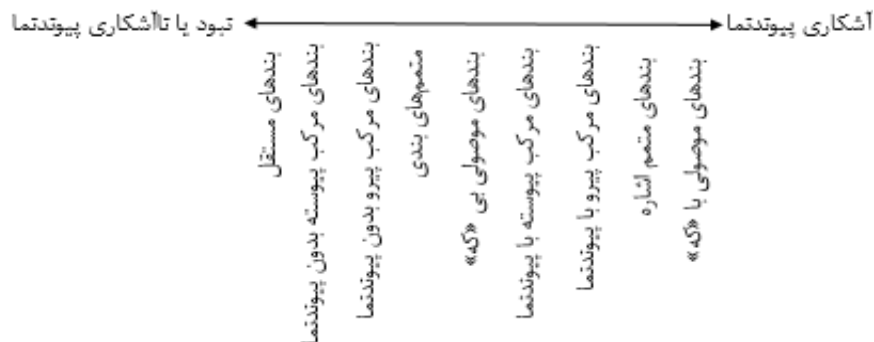 آشکاری پیوندنما
نبود یا ناآشکاری پیوندنما
بندهای موصولی با «که»
بندهای متمم اشاره
بندهای مرکب پیرو با پیوندنما
بندهای مرکب پیوسته با پیوندنما
بندهای موصولی بی «که»
متمم‌های بندی
بندهای مرکب پیرو بدون پیوندنما
بندهای مرکب پیوسته بدون پیوندنما
بندهای مستقل